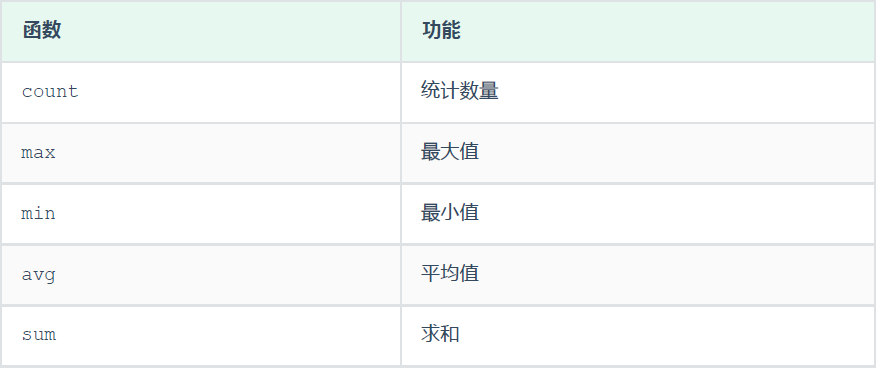 函数 功能
count 统计数量
max 最大值
min 最小值
avg 平均值
sum 求和